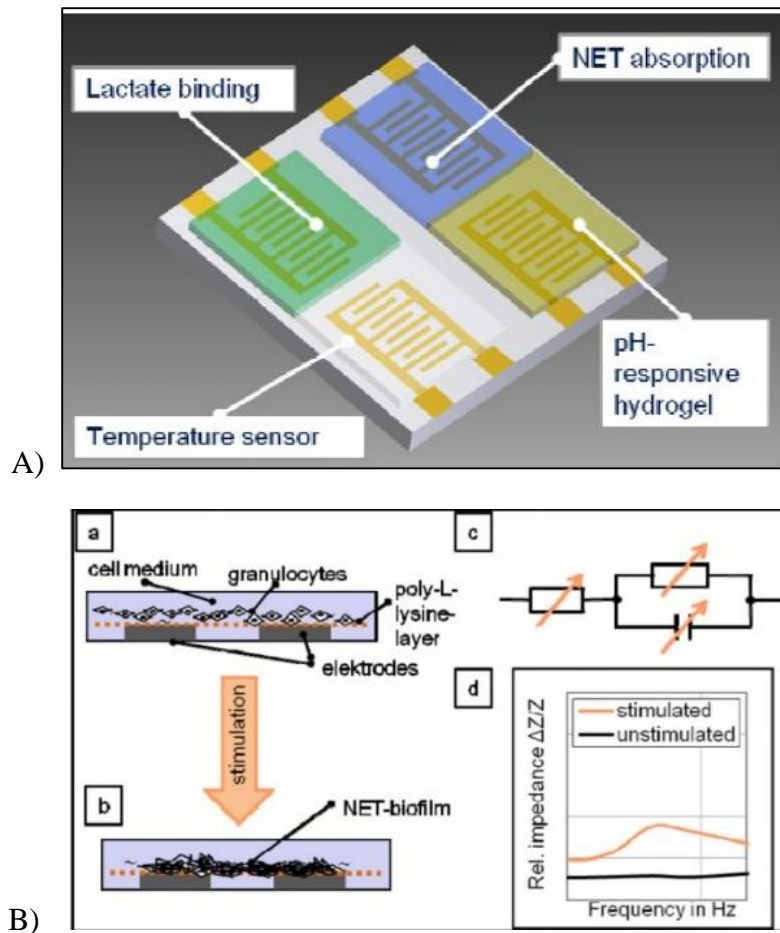 NET absorption
Lactate binding
pH-
responsive
hydrogel
Temperature sensor
A)
a
cell medium
granulocytes
poly-L-
lysine-
layer
elektrodes
stimulation
b
NET-biofilm
c
d
stimulated
unstimulated
Rel. impedance ΔZ/Z
Frequency in Hz
B)